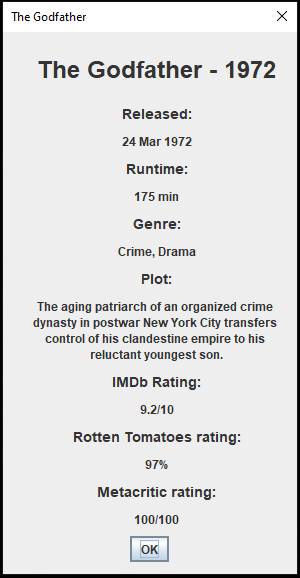 The Godfather
The Godfather - 1972
Released:
24 Mar 1972
Runtime:
175 min
Genre:
Crime, Drama
Plot:
The aging patriarch of an organized crime
dynasty in postwar New York City transfers
control of his clandestine empire to his
reluctant youngest son.
IMDb Rating:
9.2/10
Rotten Tomatoes rating:
97%
Metacritic rating:
100/100
OK